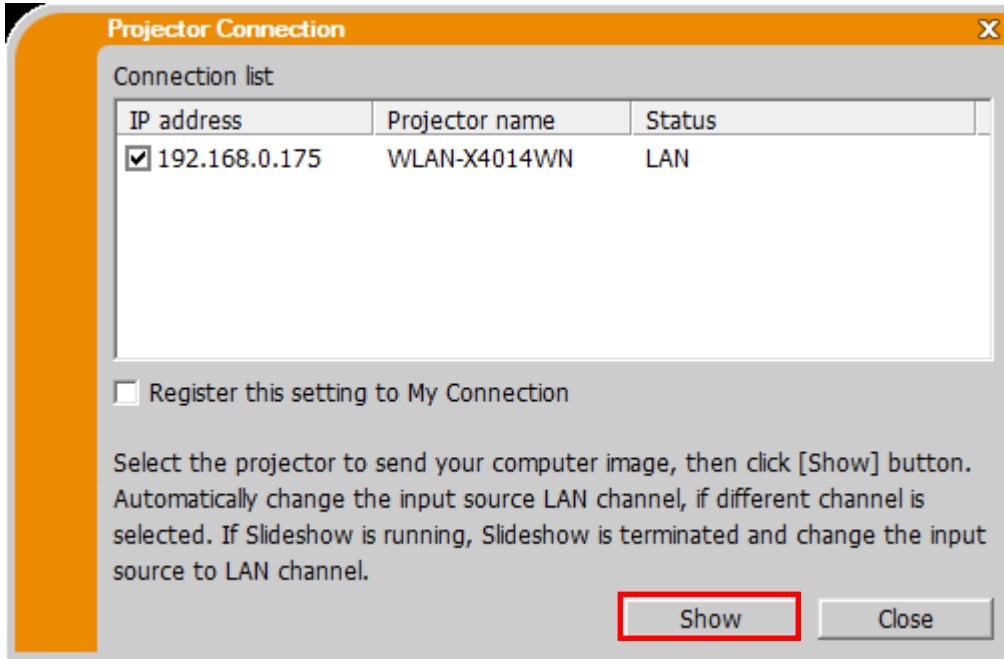 Projector Connection X
Connection list
IP address Projector name Status
192.168.0.175 WLAN-X4014WN LAN
Register this setting to My Connection
Select the projector to send your computer image, then click [Show] button.
Automatically change the input source LAN channel, if different channel is
selected. If Slideshow is running, Slideshow is terminated and change the input
source to LAN channel.
Show Close